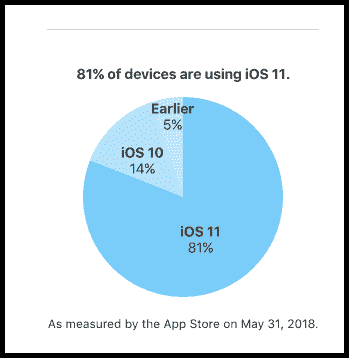 81% of devices are using iOS 11.
Earlier
5%
iOS 10
14%
iOS 11
81%
As measured by the App Store on May 31, 2018.